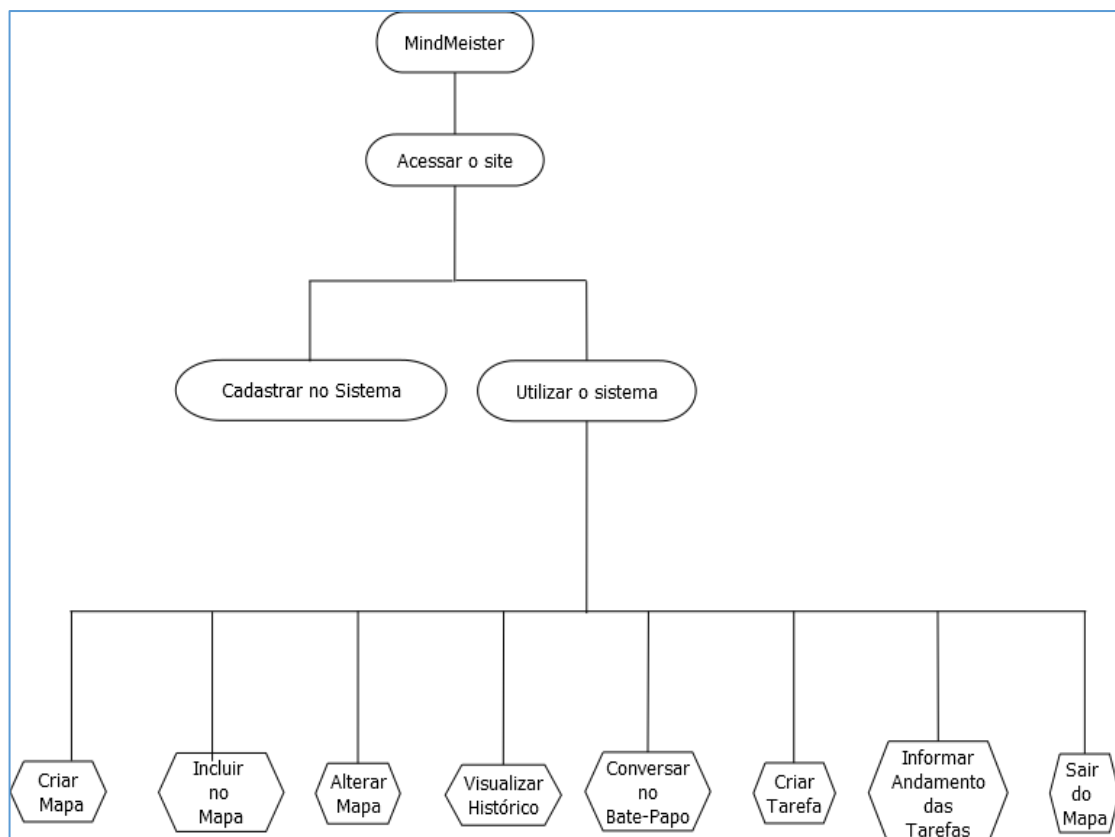 MindMeister
Acessar o site
Cadastrar no Sistema
Utilizar o sistema
Criar
Mapa
Incluir
no
Mapa
Alterar
Mapa
Visualizar
Histórico
Conversar
no
Bate-Papo
Criar
Tarefa
Informar
Andamento
das
Tarefas
Sair
do
Mapa